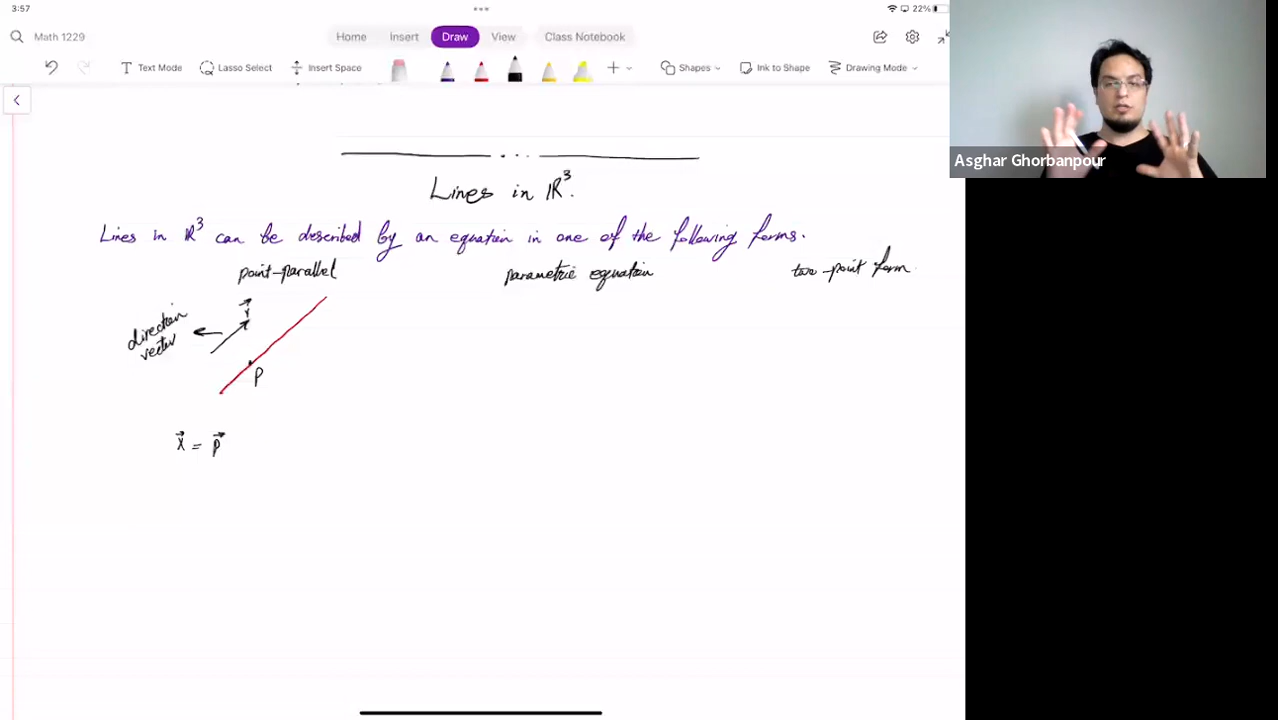 3:57
22%
Math 1229
Home Insert Draw View Class Notebook
Text Mode Lasso Select Insert Space Shapes Ink to Shape Drawing Mode
Asghar Ghorbanpour
Lines in ℝ³.
Lines in ℝ³ can be described by an equation in one of the following forms.
point-parallel parametric equation two-point form
direction
vector
v⃗
P
x⃗ = p⃗